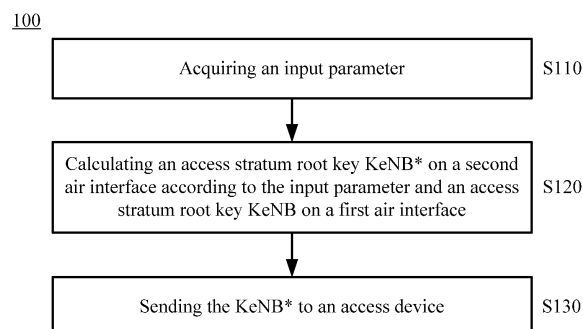 100
Acquiring an input parameter
S110
Calculating an access stratum root key KeNB* on a second
air interface according to the input parameter and an access
stratum root key KeNB on a first air interface
S120
Sending the KeNB* to an access device
S130